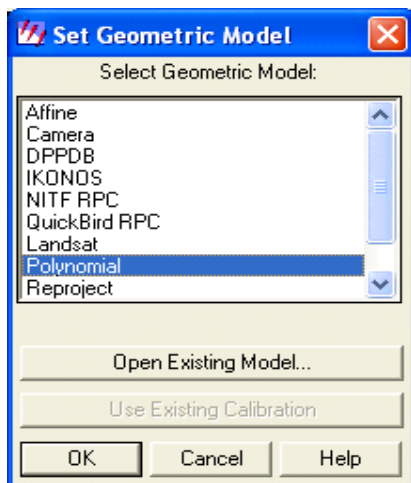 Set Geometric Model
Select Geometric Model:
Affine
Camera
DPPDB
IKONOS
NITF RPC
QuickBird RPC
Landsat
Polynomial
Reproject
Open Existing Model...
Use Existing Calibration
OK Cancel Help